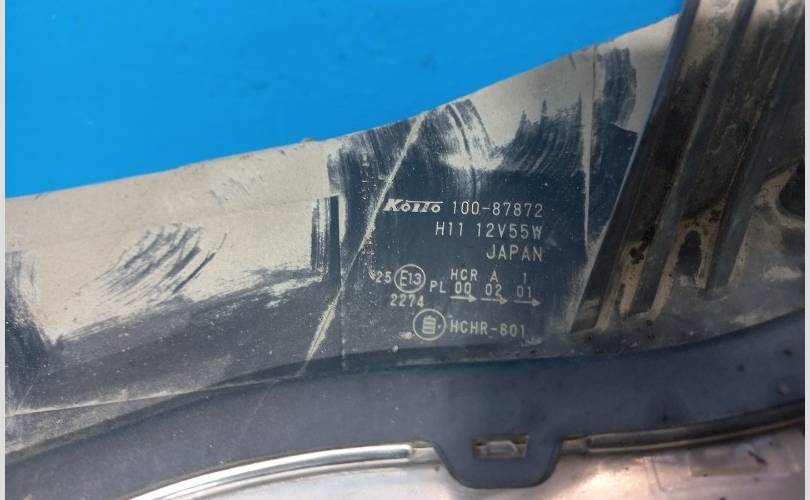 KOITO 100-87872
H11 12V55W
JAPAN
25 E13 HCR A 1
PL 00 02 01
2274
HCHR-601